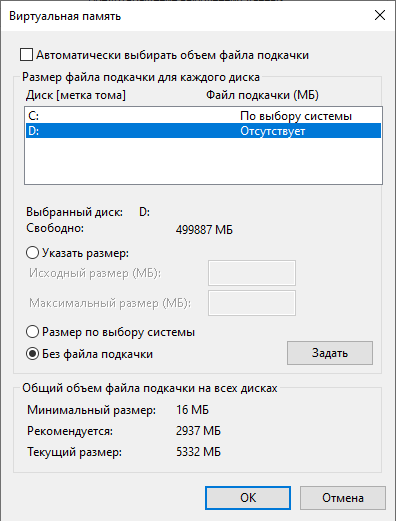 Виртуальная память
Автоматически выбирать объем файла подкачки
Размер файла подкачки для каждого диска
Диск [метка тома] Файл подкачки (МБ)
C: По выбору системы
D: Отсутствует
Выбранный диск: D:
Свободно: 499887 МБ
Указать размер:
Исходный размер (МБ):
Максимальный размер (МБ):
Размер по выбору системы
Без файла подкачки Задать
Общий объем файла подкачки на всех дисках
Минимальный размер: 16 МБ
Рекомендуется: 2937 МБ
Текущий размер: 5332 МБ
ОК Отмена